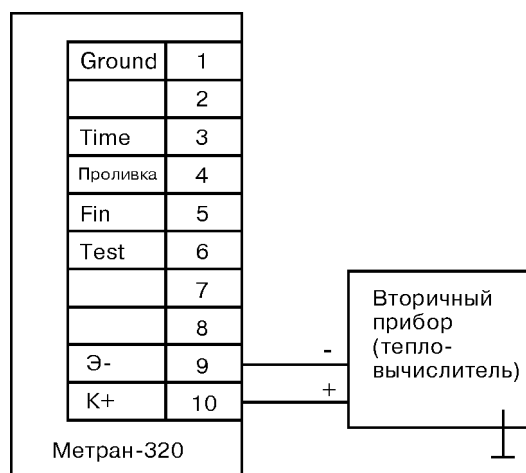 Ground 1
2
Time 3
Проливка 4
Fin 5
Test 6
7
8
Э- 9
К+ 10
-
+
Вторичный
прибор
(тепло-
вычислитель)
Метран-320